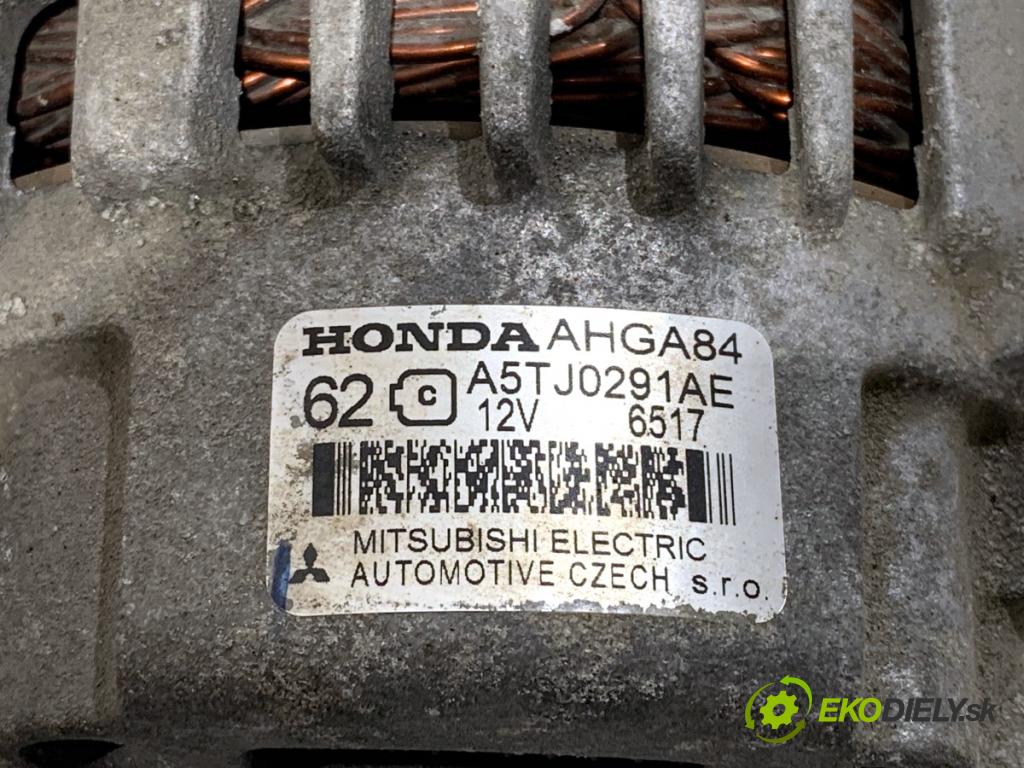 HONDA AHGA84
62 C A5TJ0291AE
12V 6517
MITSUBISHI ELECTRIC
AUTOMOTIVE CZECH s.r.o.
EKODIELY.sk